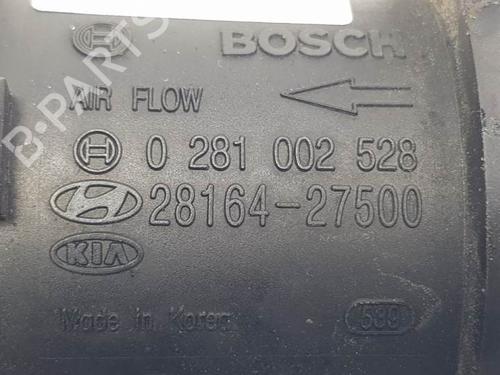 BOSCH
AIR FLOW
0 281 002 528
28164-27500
KIA
Made in Korea
589
B-PARTS